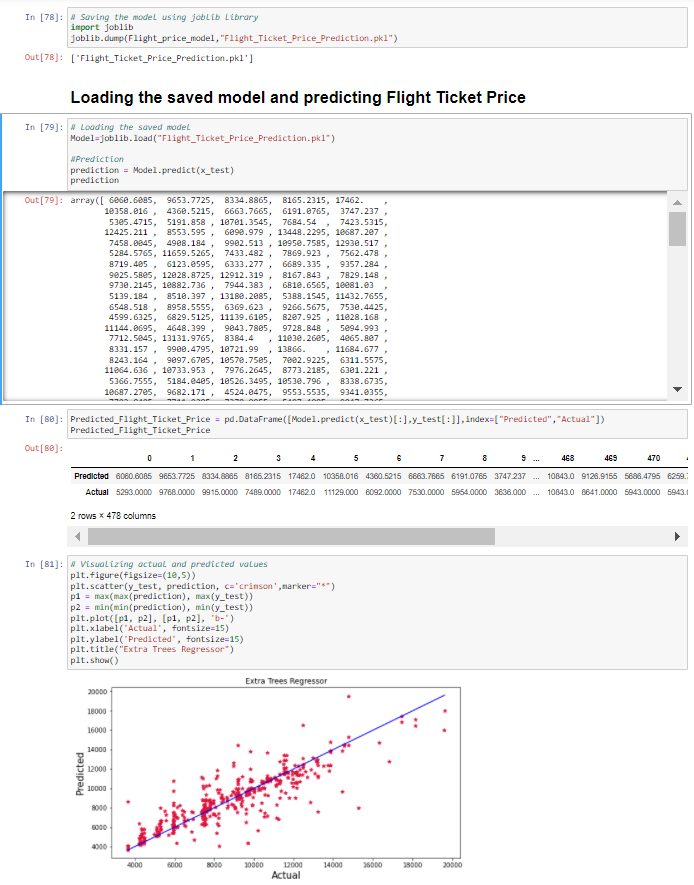 In [78]: # Saving the model using joblib library
import joblib
joblib.dump(Flight_price_model,"Flight_Ticket_Price_Prediction.pkl")
Out[78]: ['Flight_Ticket_Price_Prediction.pkl']
Loading the saved model and predicting Flight Ticket Price
In [79]: # Loading the saved model
Model=joblib.load("Flight_Ticket_Price_Prediction.pkl")
#Prediction
prediction = Model.predict(x_test)
prediction
Out[79]: array([ 6060.6085, 9653.7725, 8334.8865, 8165.2315, 17462. ,
10358.016 , 4360.5215, 6663.7665, 6191.0765, 3747.237 ,
5305.4715, 5191.858 , 10701.3545, 7684.54 , 7423.5315,
12425.211 , 8553.595 , 6090.979 , 13448.2295, 10687.207 ,
7458.0045, 4908.184 , 9902.513 , 10950.7585, 12930.517 ,
5284.5765, 11659.5265, 7433.482 , 7869.923 , 7562.478 ,
8719.405 , 6123.0595, 6333.277 , 6689.335 , 9357.284 ,
9025.5805, 12028.8725, 12912.319 , 8167.843 , 7829.148 ,
9730.2145, 10882.736 , 7944.383 , 6810.6565, 10081.03 ,
5139.184 , 8510.397 , 13180.2085, 5388.1545, 11432.7655,
6548.518 , 8958.5555, 6369.623 , 9266.5675, 7530.4425,
4599.6325, 6829.5125, 11139.6105, 8207.925 , 11028.168 ,
11144.0695, 4648.399 , 9043.7805, 9728.848 , 5094.993 ,
7712.5045, 13131.9765, 8384.4 , 11030.2605, 4065.807 ,
8331.157 , 9900.4795, 10721.99 , 13866. , 11684.677 ,
8243.164 , 9097.6705, 10570.7505, 7002.9225, 6311.5575,
11064.636 , 10733.953 , 7976.2645, 8773.2185, 6301.221 ,
5366.7555, 5184.0405, 10526.3495, 10530.796 , 8338.6735,
10687.2705, 9682.171 , 4524.0475, 9553.5535, 9341.0355,
In [80]: Predicted_Flight_Ticket_Price = pd.DataFrame([Model.predict(x_test)[:],y_test[:]],index=["Predicted","Actual"])
Predicted_Flight_Ticket_Price
Out[80]:
0 1 2 3 4 5 6 7 8 9 ... 468 469 470
Predicted 6060.6085 9653.7725 8334.8865 8165.2315 17462.0 10358.016 4360.5215 6663.7665 6191.0765 3747.237 ... 10843.0 9126.9155 5686.4795 6259.
Actual 5293.0000 9768.0000 9915.0000 7489.0000 17462.0 11129.000 6092.0000 7530.0000 5954.0000 3636.000 ... 10843.0 8641.0000 5943.0000 5943.
2 rows × 478 columns
In [81]: # Visualizing actual and predicted values
plt.figure(figsize=(10,5))
plt.scatter(y_test, prediction, c='crimson',marker="*")
p1 = max(max(prediction), max(y_test))
p2 = min(min(prediction), min(y_test))
plt.plot([p1, p2], [p1, p2], 'b-')
plt.xlabel('Actual', fontsize=15)
plt.ylabel('Predicted', fontsize=15)
plt.title("Extra Trees Regressor")
plt.show()
Extra Trees Regressor
20000
18000
16000
14000
12000
10000
8000
6000
4000
Predicted
4000 6000 8000 10000 12000 14000 16000 18000 20000
Actual